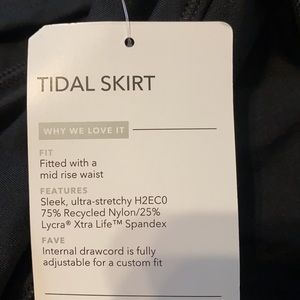 TIDAL SKIRT
WHY WE LOVE IT
FIT
Fitted with a
mid rise waist
FEATURES
Sleek, ultra-stretchy H2EC0
75% Recycled Nylon/25%
Lycra® Xtra Life™ Spandex
FAVE
Internal drawcord is fully
adjustable for a custom fit